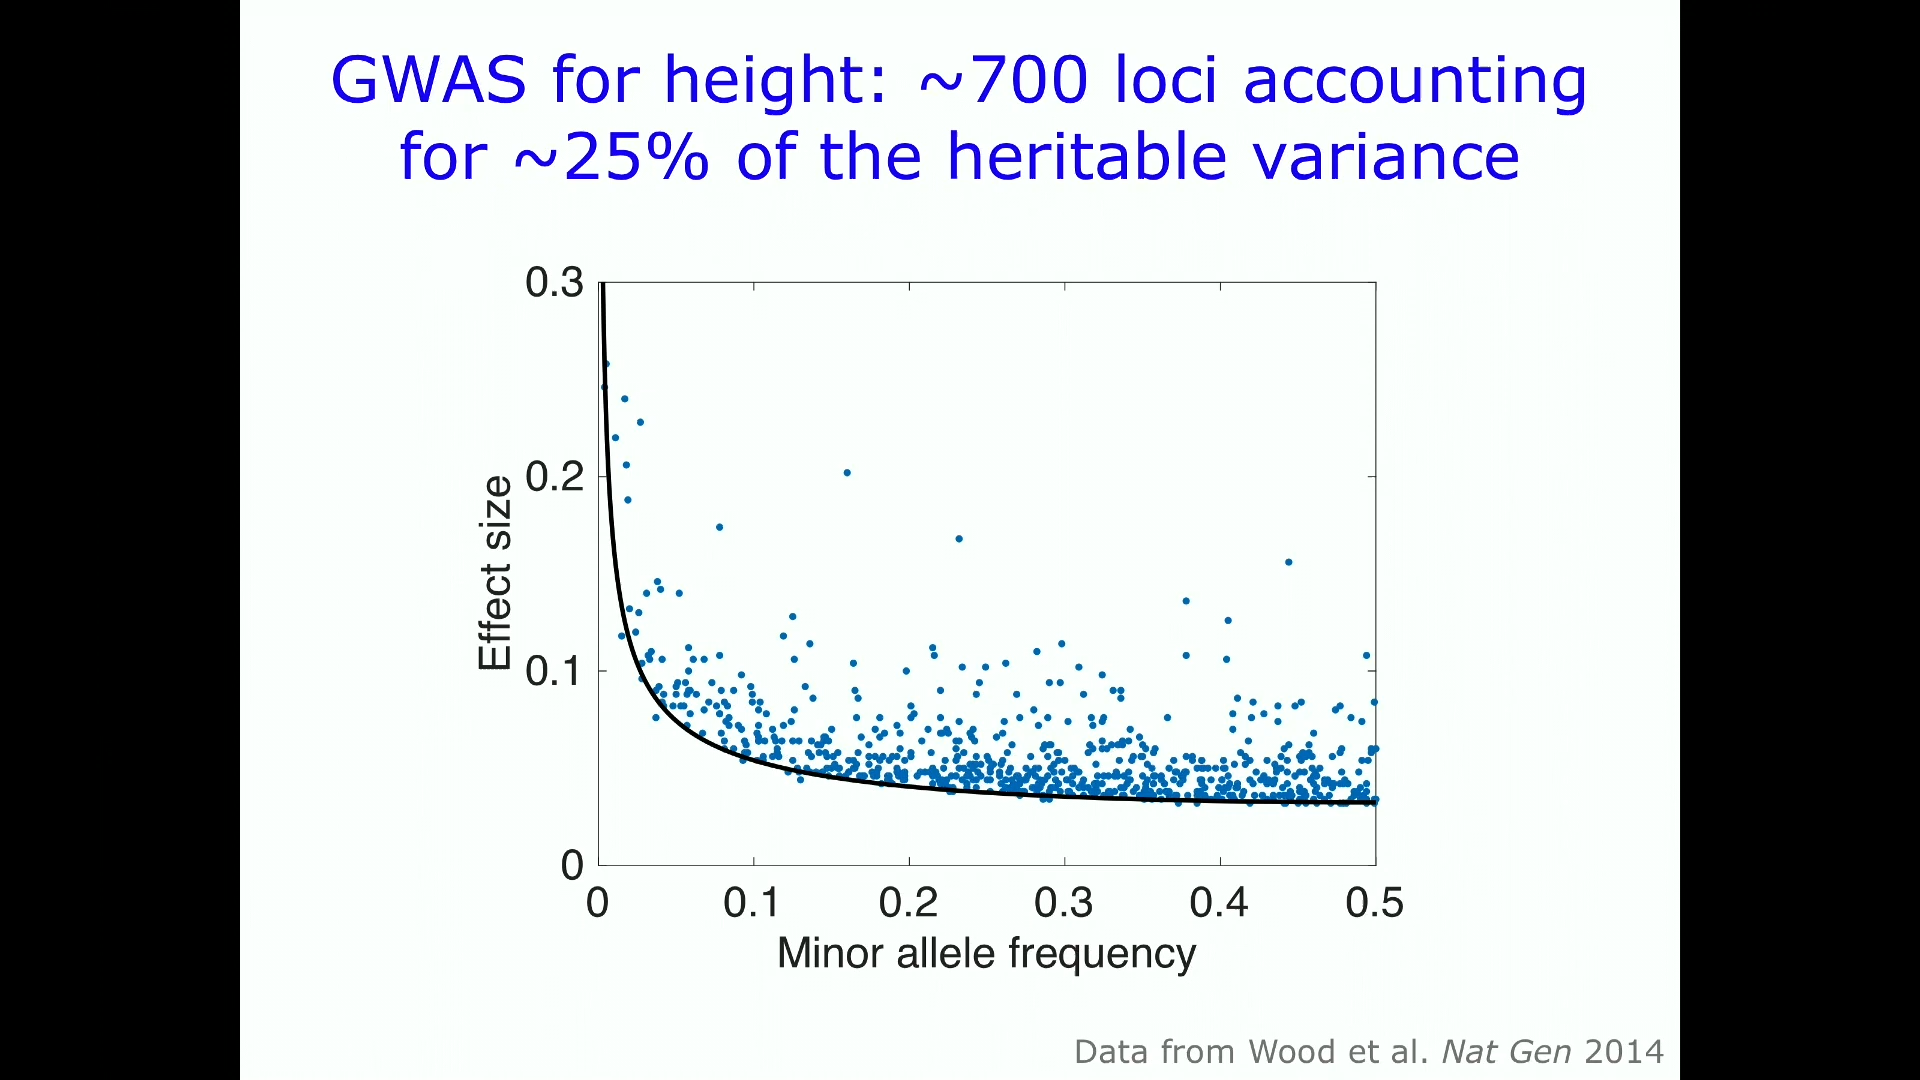 GWAS for height: ~700 loci accounting
for ~25% of the heritable variance
0.3
0.2
0.1
0
Effect size
0
0.1
0.2
0.3
0.4
0.5
Minor allele frequency
Data from Wood et al. Nat Gen 2014